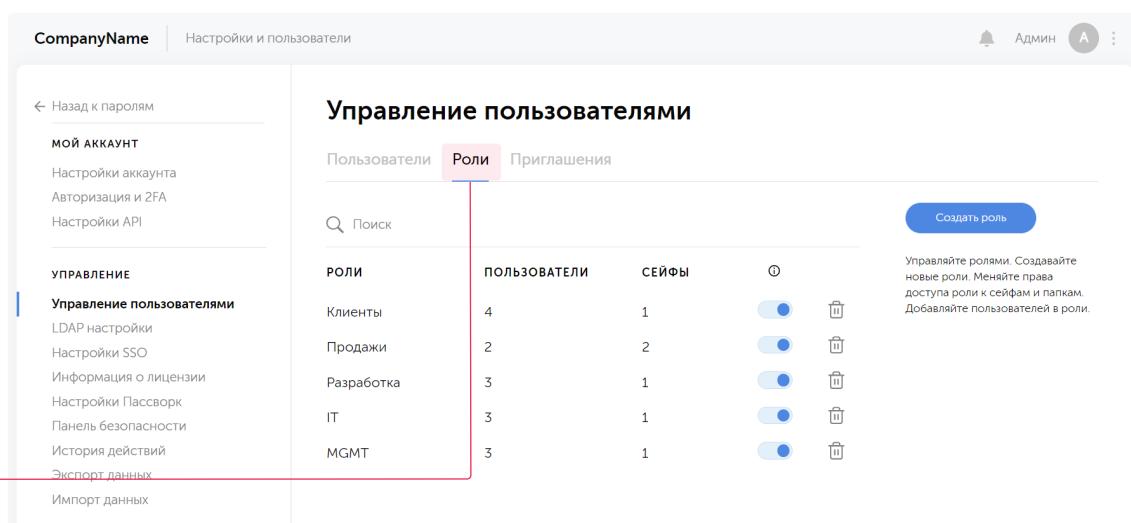 CompanyName Настройки и пользователи Админ А
Назад к паролям
МОЙ АККАУНТ
Настройки аккаунта
Авторизация и 2FA
Настройки API
УПРАВЛЕНИЕ
Управление пользователями
LDAP настройки
Настройки SSO
Информация о лицензии
Настройки Пассворк
Панель безопасности
История действий
Экспорт данных
Импорт данных
Управление пользователями
Пользователи Роли Приглашения
Поиск
РОЛИ ПОЛЬЗОВАТЕЛИ СЕЙФЫ
Клиенты 4 1
Продажи 2 2
Разработка 3 1
IT 3 1
MGMT 3 1
Создать роль
Управляйте ролями. Создавайте
новые роли. Меняйте права
доступа роли к сейфам и папкам.
Добавляйте пользователей в роли.